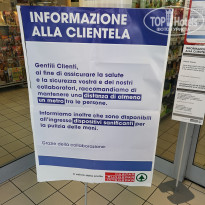 INFORMAZIONE
ALLA CLIENTELA
Gentili Clienti,
al fine di assicurare la salute
e la sicurezza vostra e dei nostri
collaboratori, raccomandiamo di
mantenere una distanza di almeno
un metro tra le persone.
Informiamo inoltre che sono disponibili
all'ingresso dispositivi sanificanti per
la pulizia delle mani.
Grazie della collaborazione